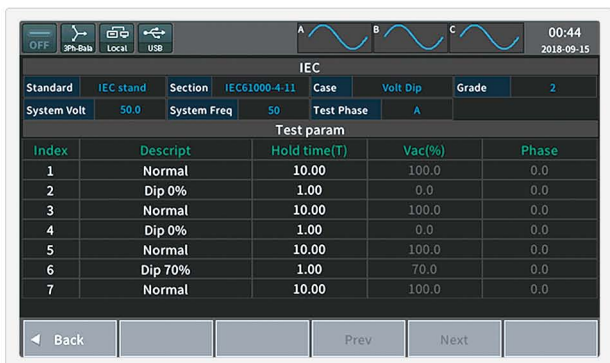 OFF 3Ph-Bala Local USB A B C 00:44
2018-09-15
IEC
Standard IEC stand Section IEC61000-4-11 Case Volt Dip Grade 2
System Volt 50.0 System Freq 50 Test Phase A
Test param
Index Descript Hold time(T) Vac(%) Phase
1 Normal 10.00 100.0 0.0
2 Dip 0% 1.00 0.0 0.0
3 Normal 10.00 100.0 0.0
4 Dip 0% 1.00 0.0 0.0
5 Normal 10.00 100.0 0.0
6 Dip 70% 1.00 70.0 0.0
7 Normal 10.00 100.0 0.0
Back Prev Next